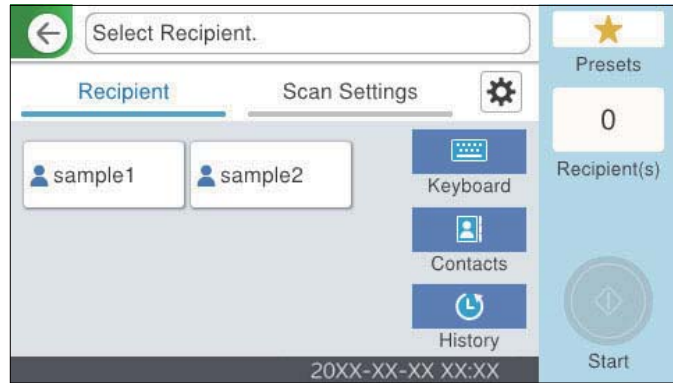 Select Recipient.
Presets
Recipient
Scan Settings
0
Recipient(s)
sample1
sample2
Keyboard
Contacts
History
Start
20XX-XX-XX XX:XX